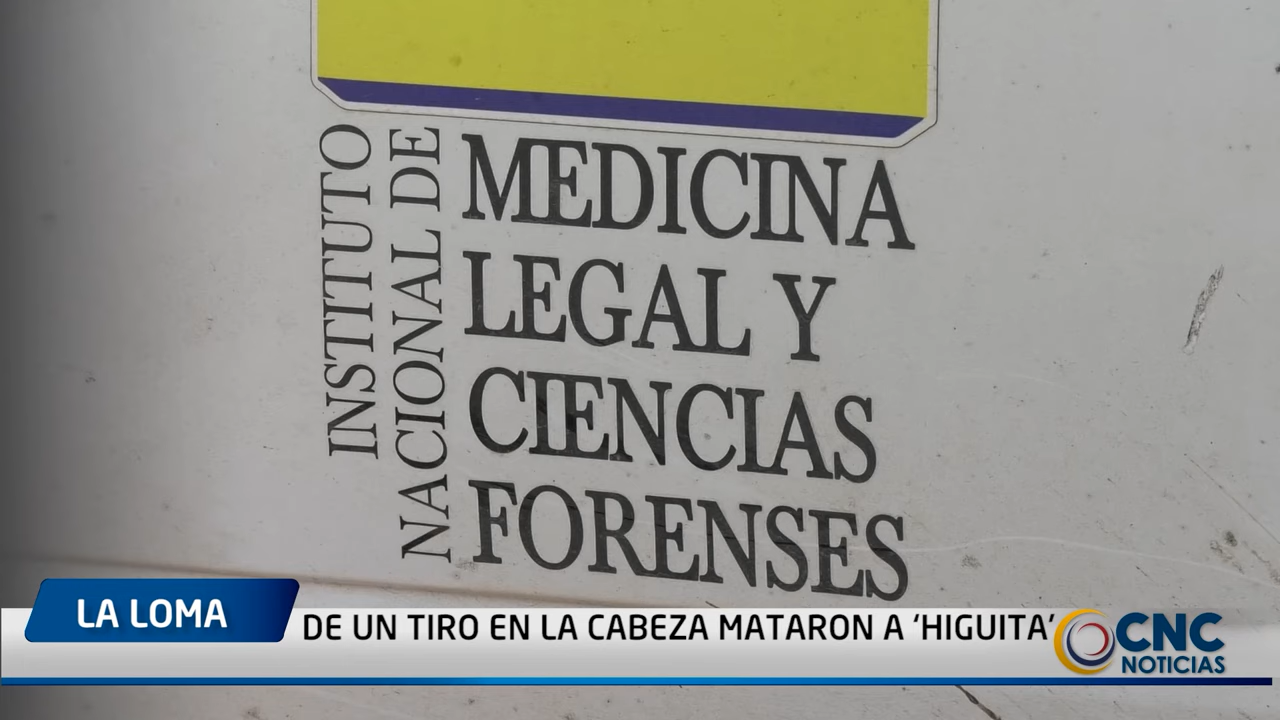 INSTITUTO
NACIONAL DE
MEDICINA
LEGAL Y
CIENCIAS
FORENSES
LA LOMA
DE UN TIRO EN LA CABEZA MATARON A ‘HIGUITA’
CNC
NOTICIAS